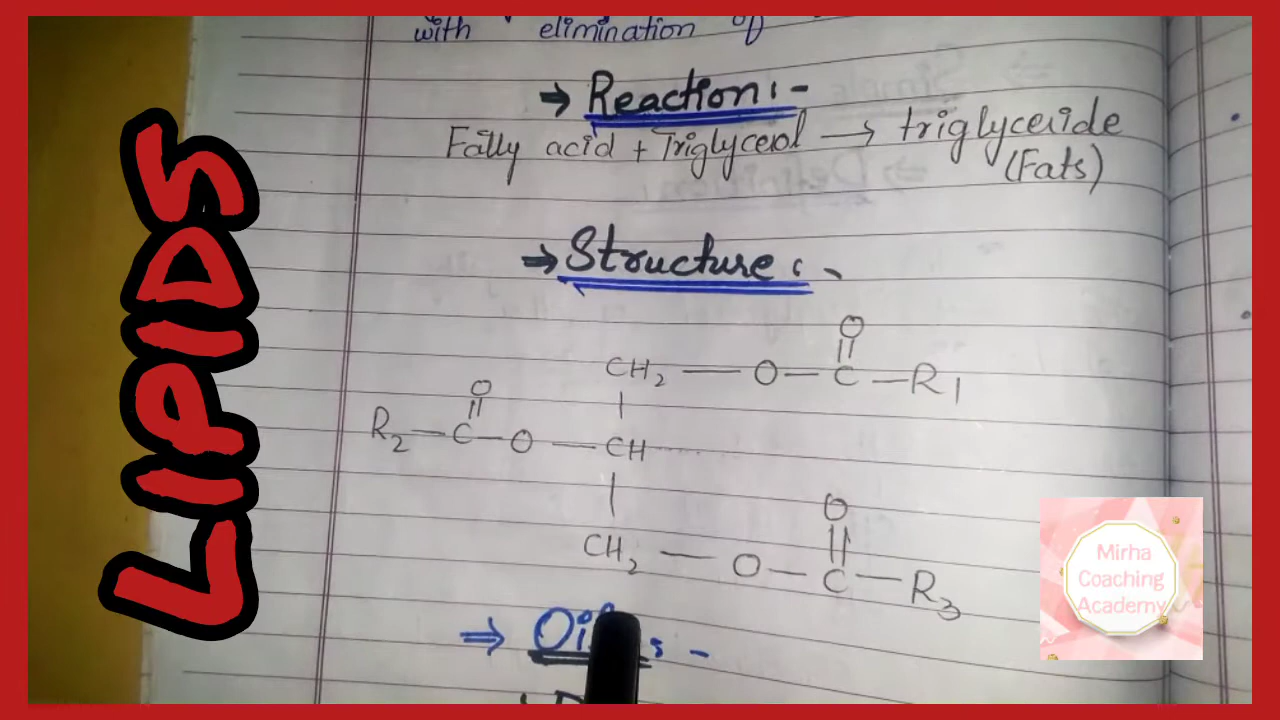 LIPIDS
with elimination of
⇒ Reaction:-
Fatty acid + Triglycerol → triglyceride
(Fats)
⇒ Structure:-
O
CH2 — O — C — R1
O
R2 — C — O — CH
O
CH2 — O — C — R3
⇒
Mirha
Coaching
Academy